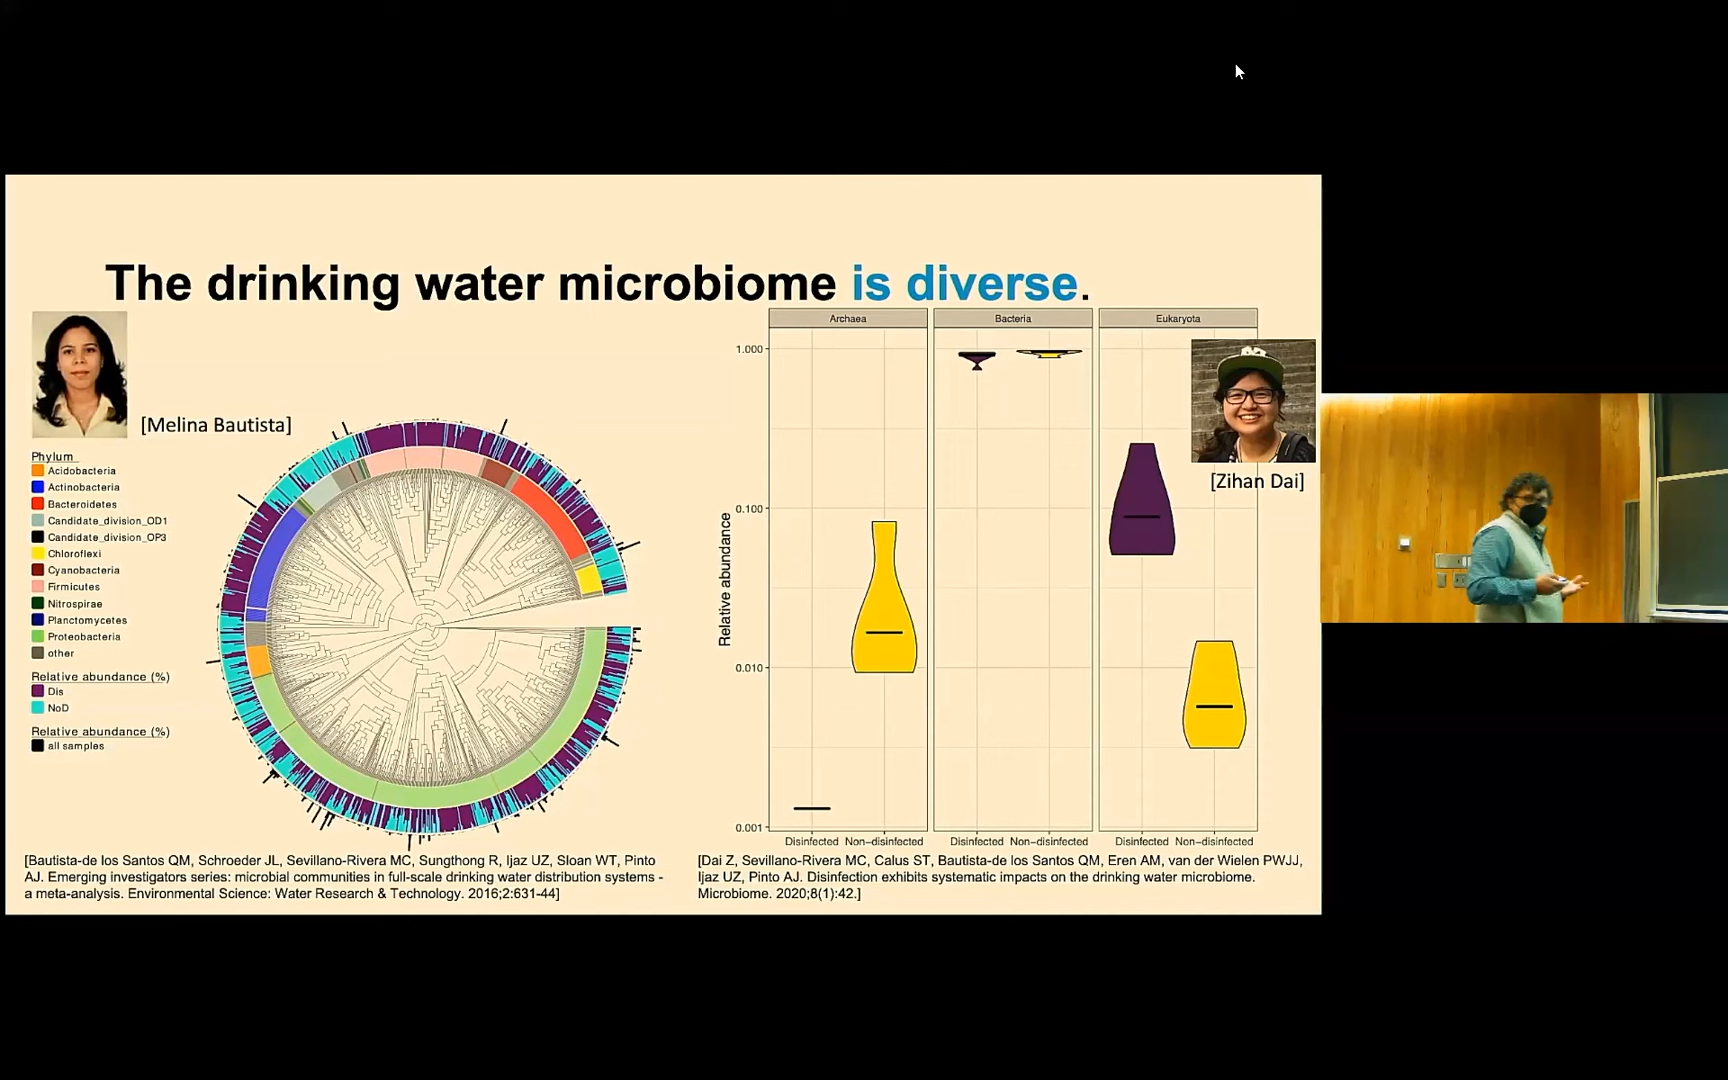 The drinking water microbiome is diverse.
[Melina Bautista]
Phylum
Acidobacteria
Actinobacteria
Bacteroidetes
Candidate_division_OD1
Candidate_division_OP3
Chloroflexi
Cyanobacteria
Firmicutes
Nitrospirae
Planctomycetes
Proteobacteria
other
Relative abundance (%)
Dis
NoD
Relative abundance (%)
all samples
[Bautista-de los Santos QM, Schroeder JL, Sevillano-Rivera MC, Sungthong R, Ijaz UZ, Sloan WT, Pinto
AJ. Emerging investigators series: microbial communities in full-scale drinking water distribution systems -
a meta-analysis. Environmental Science: Water Research & Technology. 2016;2:631-44]
Archaea
Bacteria
Eukaryota
[Zihan Dai]
Relative abundance
1.000
0.100
0.010
0.001
Disinfected Non-disinfected
Disinfected Non-disinfected
Disinfected Non-disinfected
[Dai Z, Sevillano-Rivera MC, Calus ST, Bautista-de los Santos QM, Eren AM, van der Wielen PWJJ,
Ijaz UZ, Pinto AJ. Disinfection exhibits systematic impacts on the drinking water microbiome.
Microbiome. 2020;8(1):42.]